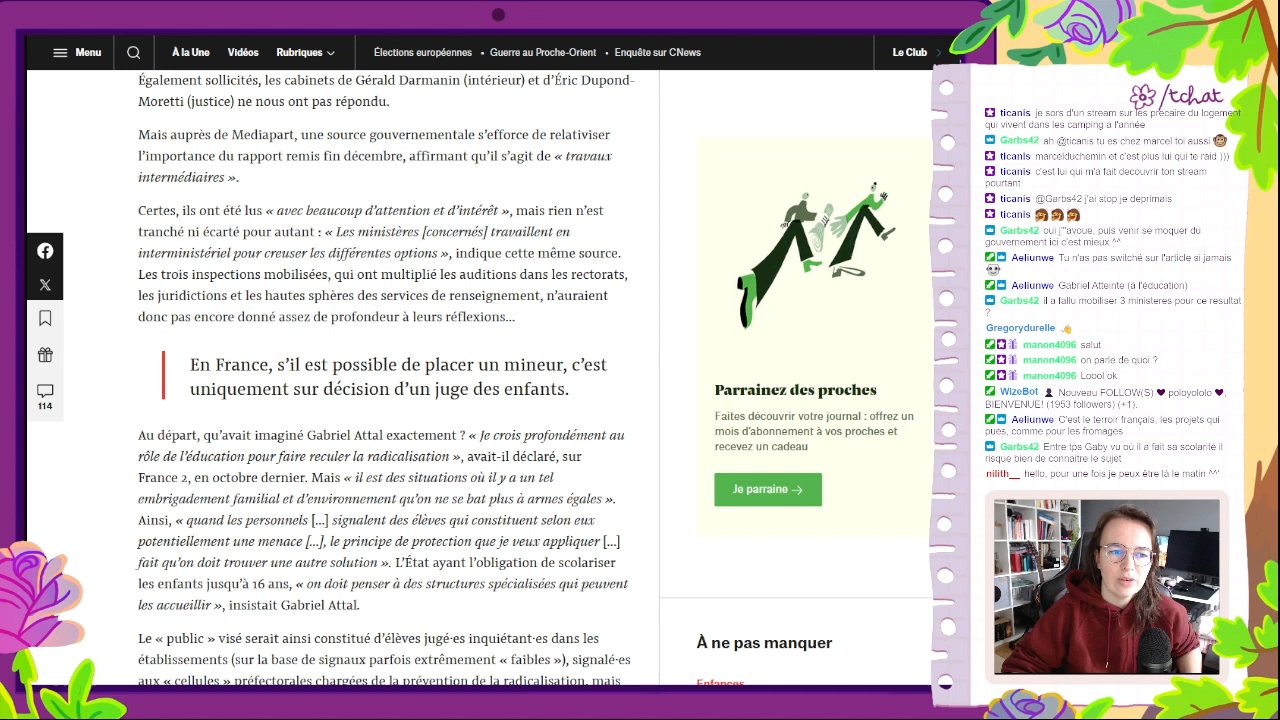 Menu
À la Une
Vidéos
Rubriques
Élections européennes
• Guerre au Proche-Orient
• Enquête sur CNews
Le Club
Également sollicités, les cabinets de Gérald Darmanin (intérieur) et d’Éric Dupond-
Moretti (justice) ne nous ont pas répondu.
Mais auprès de Mediapart, une source gouvernementale s’efforce de relativiser
l’importance du rapport remis fin décembre, affirmant qu’il s’agit de « travaux
intermédiaires ».
Certes, ils ont été lus « avec beaucoup d’attention et d’intérêt », mais rien n’est
tranché ni écarté pour autant : « Les ministères [concernés] travaillent en
interministériel pour creuser les différentes options », indique cette même source.
Les trois inspections mobilisées, qui ont multiplié les auditions dans les rectorats,
les juridictions et les hautes sphères des services de renseignement, n’auraient
donc pas encore donné assez de profondeur à leurs réflexions...
En France, s’il est possible de placer un mineur, c’est
uniquement sur décision d’un juge des enfants.
Au départ, qu’avait imaginé Gabriel Attal exactement ? « Je crois profondément au
rôle de l’éducation pour faire reculer la radicalisation », avait-il déclaré, sur
France 2, en octobre dernier. Mais « il est des situations où il y a un tel
embrigadement familial et d’environnement qu’on ne se bat plus à armes égales ».
Ainsi, « quand les personnels [...] signalent des élèves qui constituent selon eux
potentiellement une menace [...], le principe de protection que je veux appliquer [...]
fait qu’on doit trouver une autre solution ». L’État ayant l’obligation de scolariser
les enfants jusqu’à 16 ans, « on doit penser à des structures spécialisées qui peuvent
les accueillir », insistait Gabriel Attal.
Le « public » visé serait ainsi constitué d’élèves jugé·es inquiétant·es dans les
établissements (sur la base de signaux parfois extrêmement « faibles »), signalé·es
aux « cellules » préfectorales chargées de la prévention de la radicalisation, mais
114
Parrainez des proches
Faites découvrir votre journal : offrez un
mois d’abonnement à vos proches et
recevez un cadeau
Je parraine →
À ne pas manquer
Enfances
/tchat
ticanis je sors d'un stream sur les précaire du logement
qui vivent dans les camping a l'année
Garbs42 ah @ticanis tu es chez marcel toi aussi
ticanis marcelduchemin et c'est plus lui qui te raid )))
ticanis c'est lui qui m'a fait decouvrir ton stream
pourtant
ticanis @Garbs42 j'ai stop je deprimais
ticanis
Garbs42 oui j'"avoue, puis venir se moquer du
gouvernement ici c'est mieux ^^
Aeliunwe Tu n'as pas switché sur l'article si jamais
Aeliunwe Gabriel Atteinte (à l'éducation)
Garbs42 il a fallu mobiliser 3 ministeres pour ce resultat
?
Gregorydurelle
manon4096 salut
manon4096 on parle de quoi ?
manon4096 Loool ok
WizeBot Nouveau FOLLOW(S) ♥ poloyololo ♥,
BIENVENUE! (1953 followers) (+1).
Aeliunwe C'est le terroir français, les projets qui
pues, comme pour les fromages
Garbs42 Entre tps Gaby vu où il a fait sa scolarité il
risque bien de connaitre le sujet
nilith__ hello, pour une fois je peux être là le matin ^^'